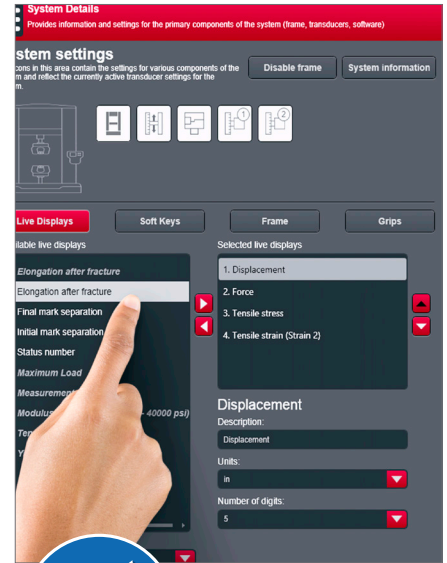 System Details
Provides information and settings for the primary components of the system (frame, transducers, software)
stem settings
cons in this area contain the settings for various components of the
m and reflect the currently active transducer settings for the
m.
Disable frame
System information
1
2
Live Displays
Soft Keys
Frame
Grips
ilable live displays
Selected live displays
Elongation after fracture
Elongation after fracture
Final mark separation
Initial mark separation
Status number
Maximum Load
Measurement
Modulus
- 40000 psi)
1. Displacement
2. Force
3. Tensile stress
4. Tensile strain (Strain 2)
Displacement
Description:
Displacement
Units:
in
Number of digits:
5